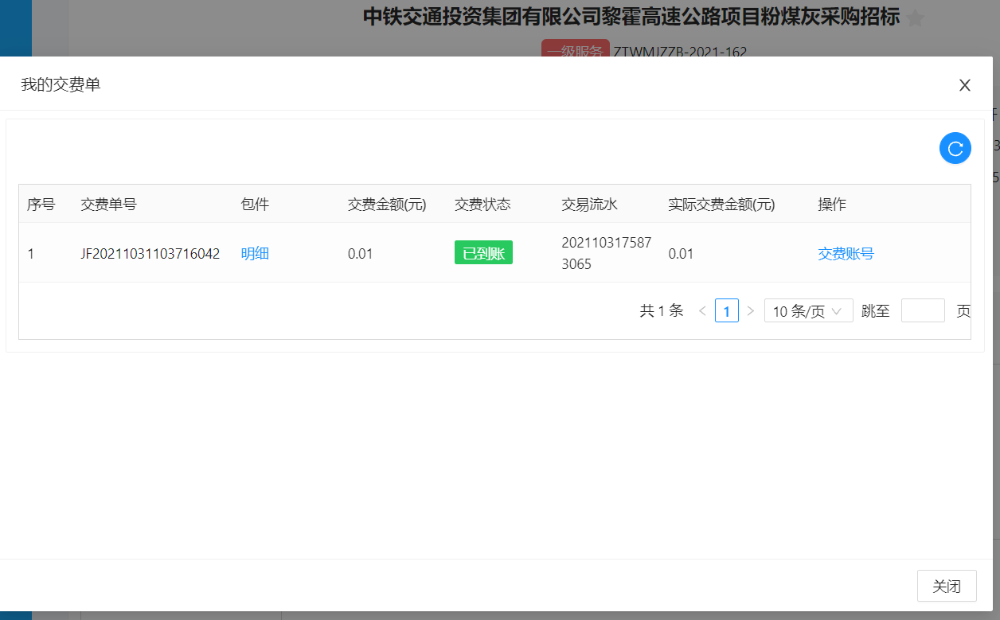 中铁交通投资集团有限公司黎霍高速公路项目粉煤灰采购招标
一级服务 ZTWMJZZB-2021-162
我的交费单
序号 交费单号 包件 交费金额(元) 交费状态 交易流水 实际交费金额(元) 操作
1 JF20211031103716042 明细 0.01 已到账 202110317587 0.01 交费账号
3065
共 1 条 1 10 条/页 跳至 页
关闭